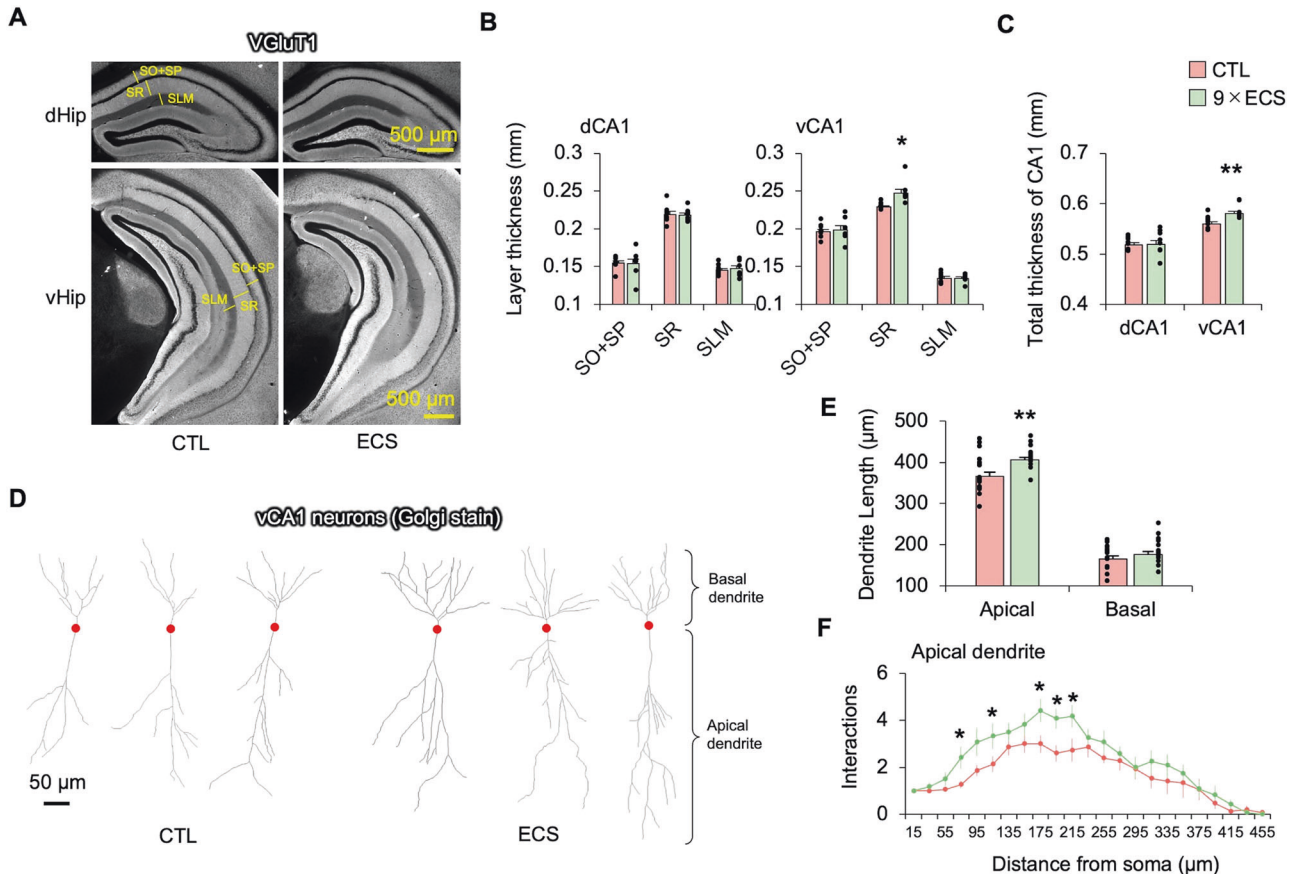 A
VGluT1
dHip
SO+SP
SR
SLM
500 µm
vHip
SO+SP
SLM
SR
500 µm
CTL
ECS
B
Layer thickness (mm)
dCA1
0.3
0.25
0.2
0.15
0.1
SO+SP
SR
SLM
vCA1
*
0.3
0.25
0.2
0.15
0.1
SO+SP
SR
SLM
C
CTL
9×ECS
Total thickness of CA1 (mm)
0.7
0.6
0.5
0.4
**
dCA1
vCA1
D
vCA1 neurons (Golgi stain)
Basal
dendrite
Apical
dendrite
50 µm
CTL
ECS
E
Dendrite Length (µm)
500
400
300
200
100
**
Apical
Basal
F
Apical dendrite
Interactions
6
4
2
0
* * * * *
15 55 95 135 175 215 255 295 335 375 415 455
Distance from soma (µm)